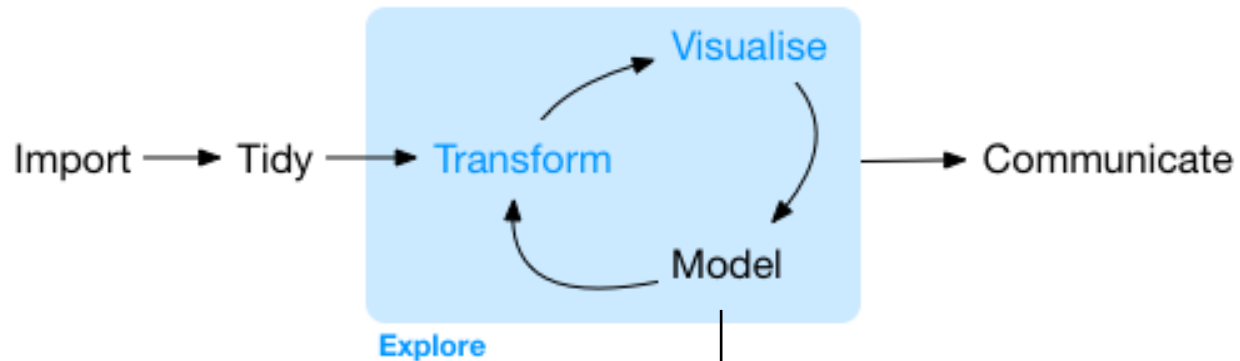 Visualise
Import
Tidy
Transform
Communicate
Model
Explore